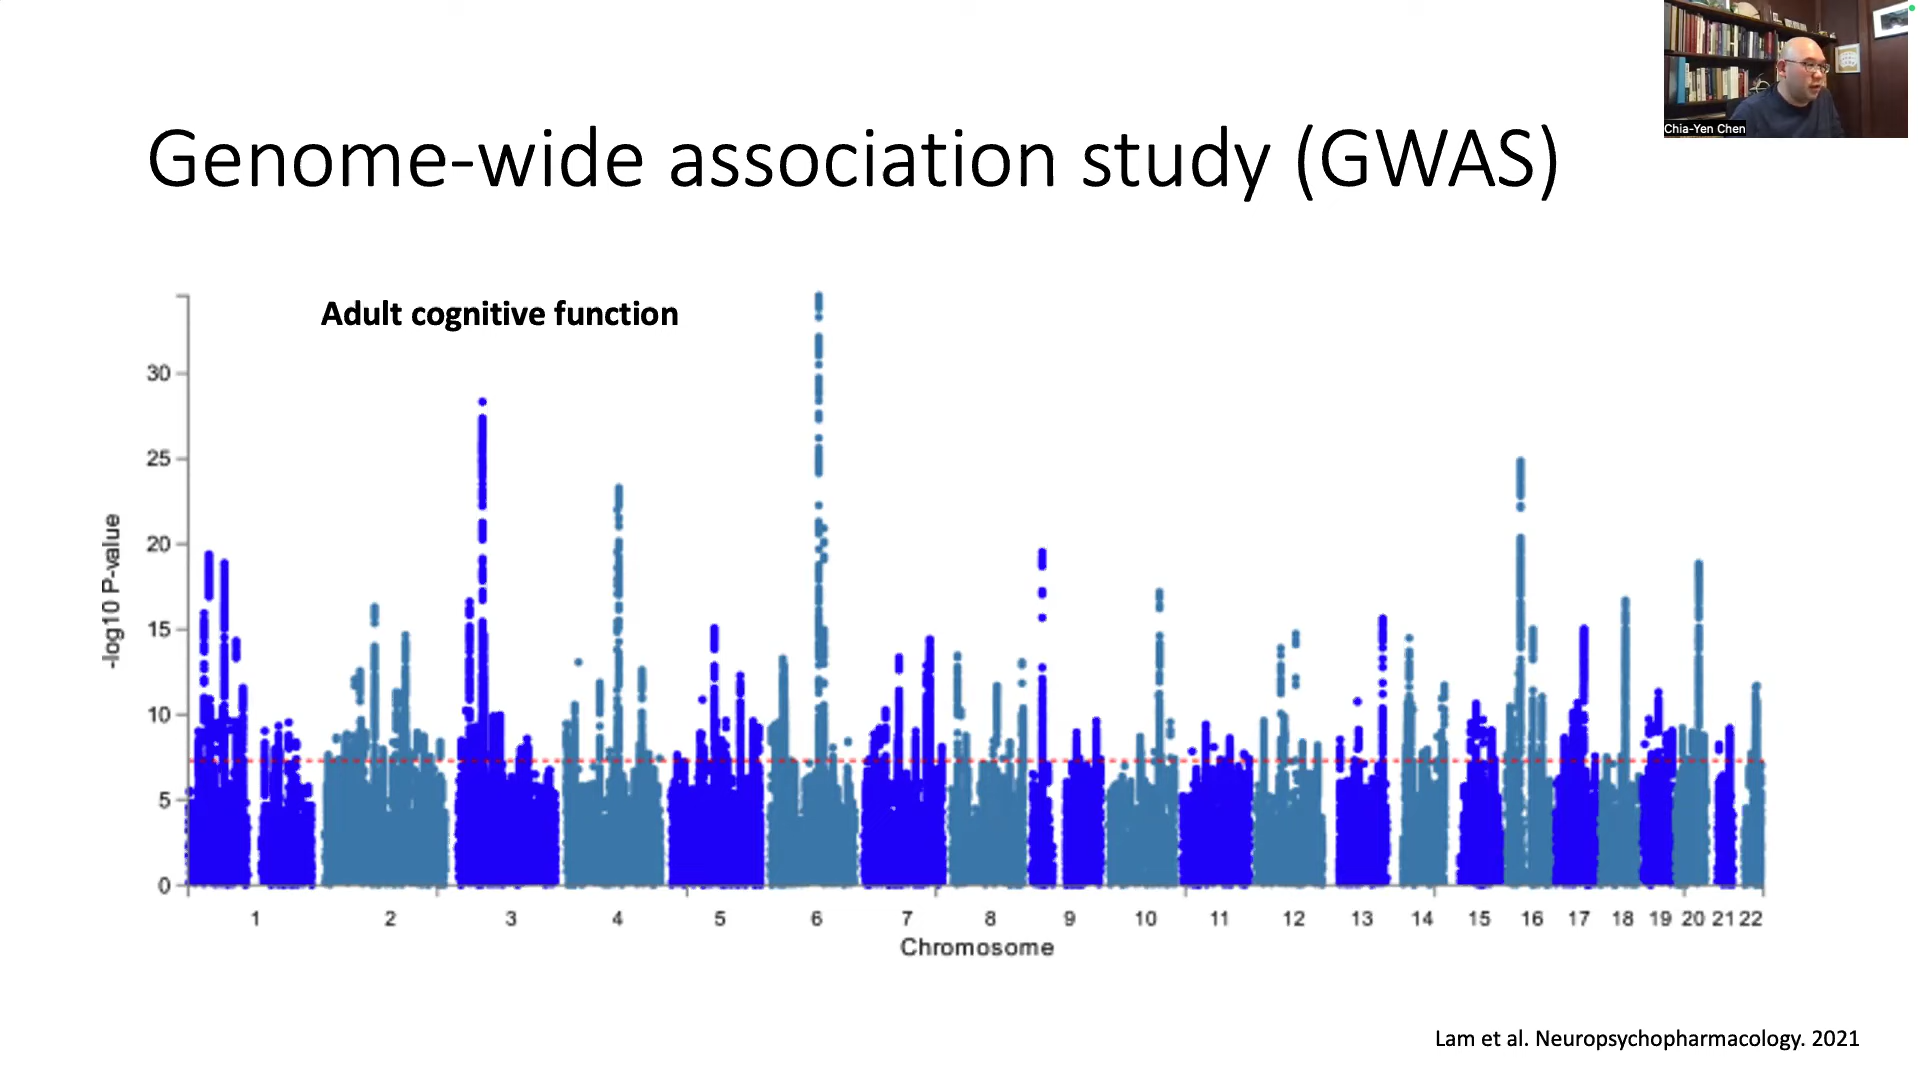 Chia-Yen Chen
Genome-wide association study (GWAS)
Adult cognitive function
-log10 P-value
30
25
20
15
10
5
0
1 2 3 4 5 6 7 8 9 10 11 12 13 14 15 16 17 18 19 20 21 22
Chromosome
Lam et al. Neuropsychopharmacology. 2021